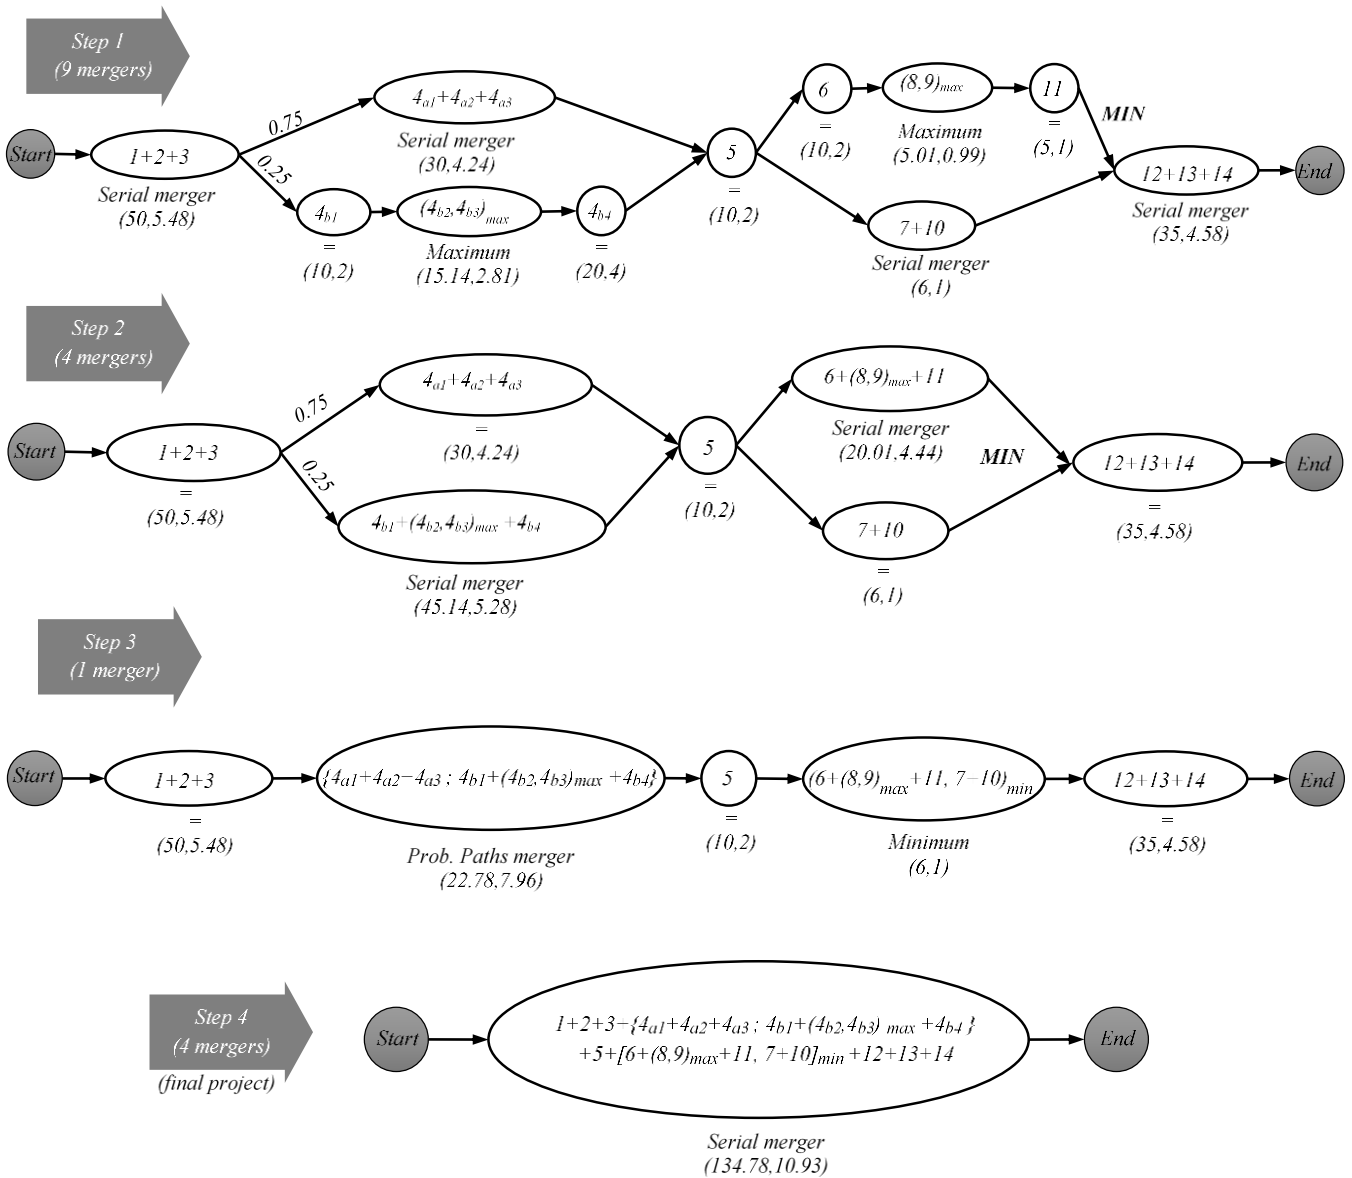 Step 1
(9 mergers)
Start
1+2+3
Serial merger
(50,5.48)
0.75
0.25
4a1+4a2+4a3
Serial merger
(30,4.24)
4b1
=
(10,2)
(4b2,4b3)max
Maximum
(15.14,2.81)
4b4
=
(20,4)
5
=
(10,2)
6
=
(10,2)
(8,9)max
Maximum
(5.01,0.99)
11
=
(5,1)
MIN
7+10
Serial merger
(6,1)
12+13+14
Serial merger
(35,4.58)
End
Step 2
(4 mergers)
Start
1+2+3
=
(50,5.48)
0.75
0.25
4a1+4a2+4a3
=
(30,4.24)
4b1+(4b2,4b3)max +4b4
Serial merger
(45.14,5.28)
5
=
(10,2)
6+(8,9)max+11
Serial merger
(20.01,4.44)
MIN
7+10
=
(6,1)
12+13+14
=
(35,4.58)
End
Step 3
(1 merger)
Start
1+2+3
=
(50,5.48)
{4a1+4a2−4a3 ; 4b1+(4b2,4b3)max +4b4}
Prob. Paths merger
(22.78,7.96)
5
=
(10,2)
(6+(8,9)max+11, 7−10)min
Minimum
(6,1)
12+13+14
=
(35,4.58)
End
Step 4
(4 mergers)
(final project)
Start
1+2+3+{4a1+4a2+4a3 ; 4b1+(4b2,4b3) max +4b4 }
+5+[6+(8,9)max+11, 7+10]min +12+13+14
Serial merger
(134.78,10.93)
End